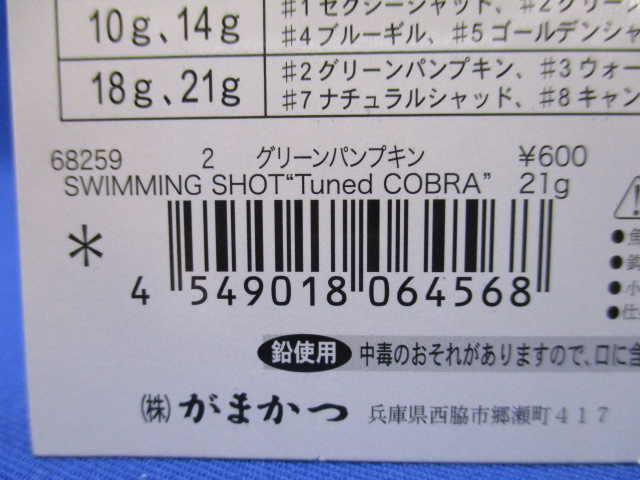 10g、14g
♯1 セクシーシャッド、♯2 グリーン
♯4 ブルーギル、♯5 ゴールデンシャ
18g、21g
♯2 グリーンパンプキン、♯3 ウォー
♯7 ナチュラルシャッド、♯8 キャン
68259 2 グリーンパンプキン ¥600
SWIMMING SHOT“Tuned COBRA” 21g
*
4 549018 064568
鉛使用 中毒のおそれがありますので、口に含
(株) がまかつ 兵庫県西脇市郷瀬町417